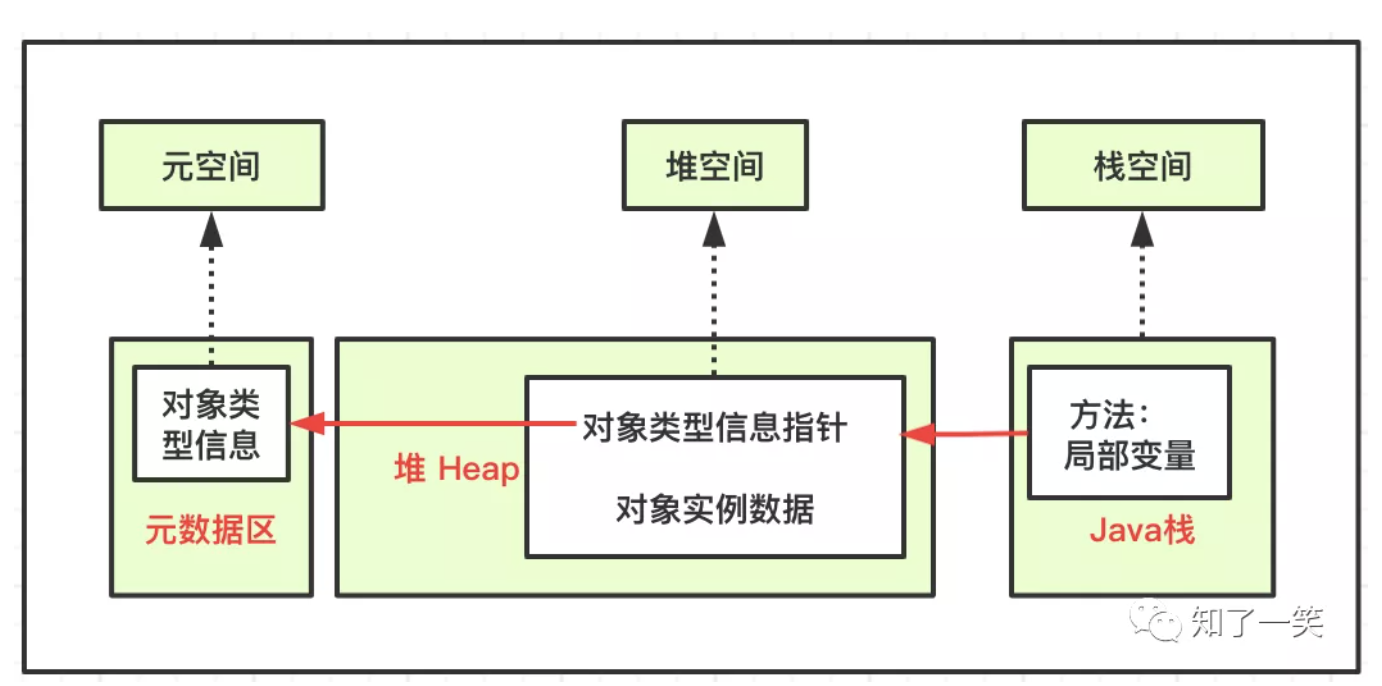 元空间
堆空间
栈空间
对象类
型信息
元数据区
堆 Heap
对象类型信息指针
对象实例数据
方法：
局部变量
Java栈
知了一笑